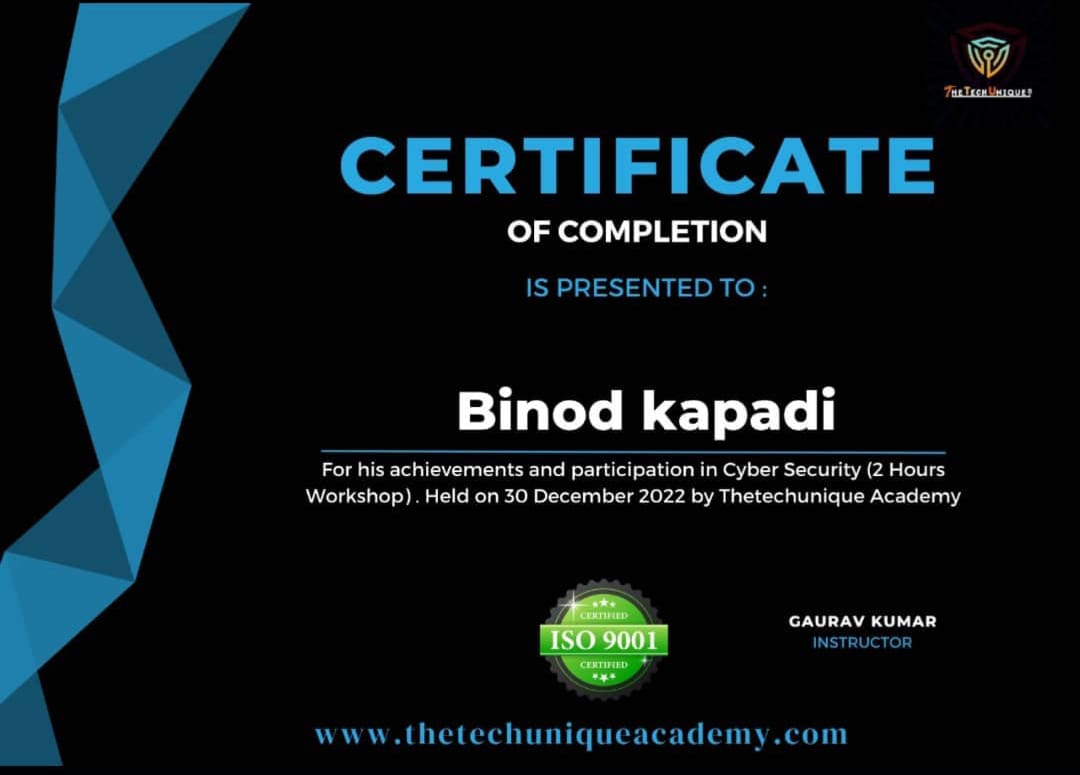 THETECHUNIQUE®
CERTIFICATE
OF COMPLETION
IS PRESENTED TO :
Binod kapadi
For his achievements and participation in Cyber Security (2 Hours
Workshop) . Held on 30 December 2022 by Thetechunique Academy
CERTIFIED
ISO 9001
CERTIFIED
GAURAV KUMAR
INSTRUCTOR
www.thetechuniqueacademy.com